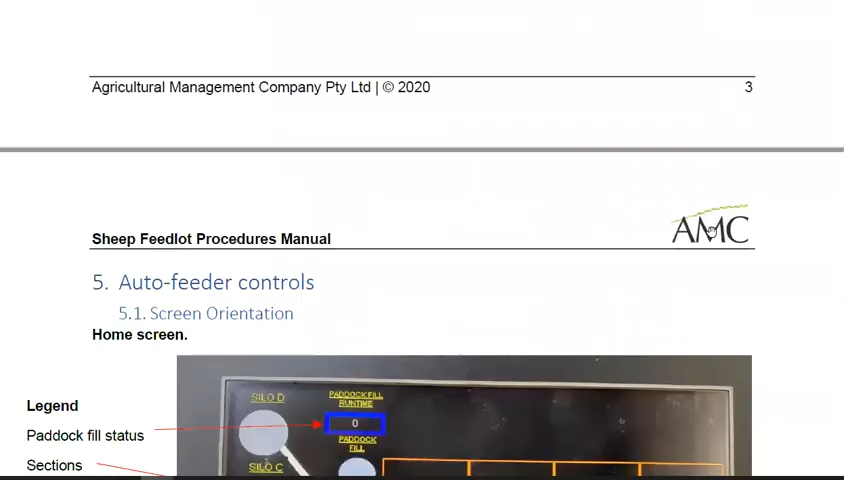 Agricultural Management Company Pty Ltd | © 2020 3
Sheep Feedlot Procedures Manual AMC
5. Auto-feeder controls
5.1. Screen Orientation
Home screen.
Legend
Paddock fill status
Sections
SILO D
PADDOCK FILL
RUNTIME
0
PADDOCK
FILL
SILO C